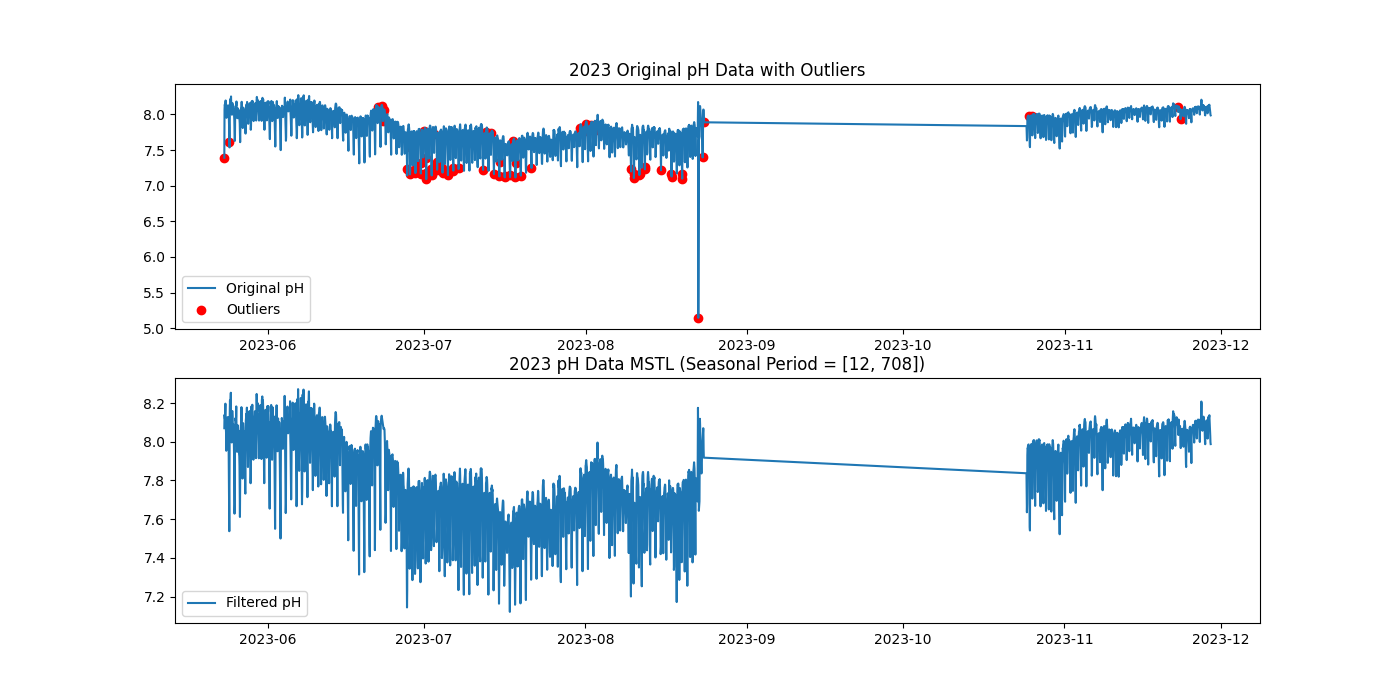 2023 Original pH Data with Outliers
8.0
7.5
7.0
6.5
6.0
5.5
5.0
Original pH
Outliers
2023-06 2023-07 2023-08 2023-09 2023-10 2023-11 2023-12
2023 pH Data MSTL (Seasonal Period = [12, 708])
8.2
8.0
7.8
7.6
7.4
7.2
Filtered pH
2023-06 2023-07 2023-08 2023-09 2023-10 2023-11 2023-12